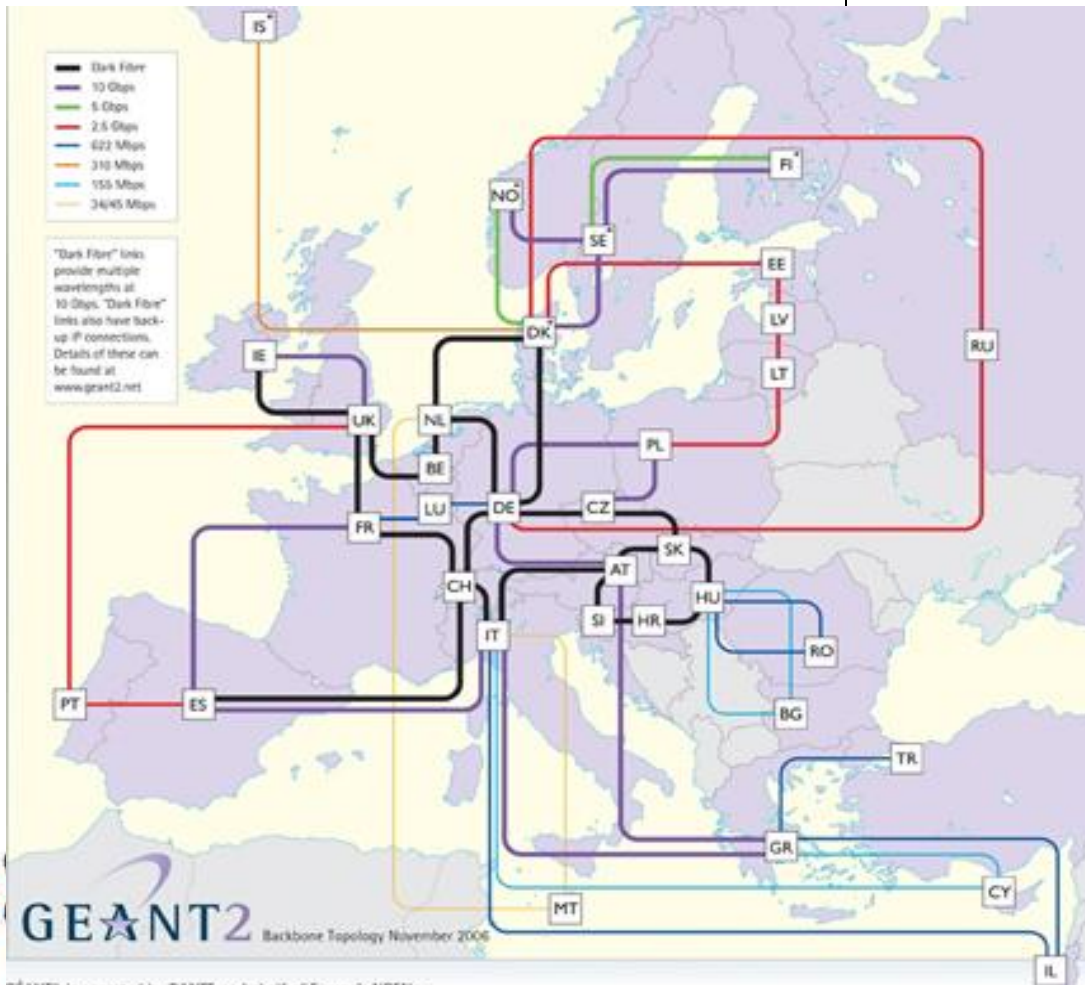 IS*
Dark Fibre
10 Gbps
5 Gbps
2.5 Gbps
622 Mbps
310 Mbps
155 Mbps
34/45 Mbps
"Dark Fibre" links
provide multiple
wavelengths at
10 Gbps. "Dark Fibre"
links also have back-
up IP connections.
Details of these can
be found at
www.geant2.net
FI*
NO*
SE*
EE
LV
DK*
RU
IE
LT
UK
NL
PL
BE
LU
DE
CZ
FR
SK
AT
CH
HU
SI
HR
IT
RO
PT
ES
BG
TR
GR
CY
MT
GEANT2 Backbone Topology November 2006
IL